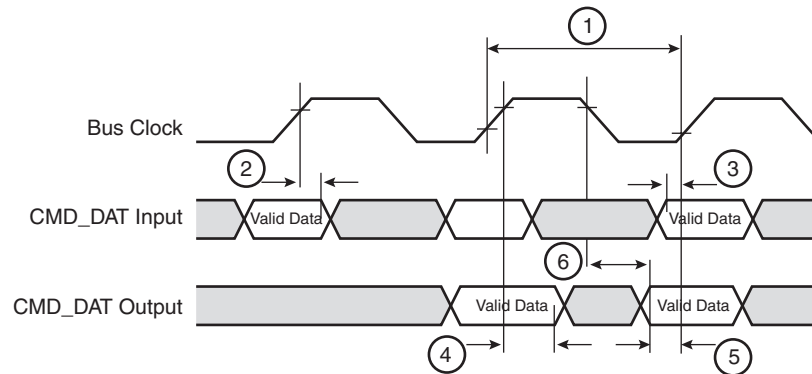 1
Bus Clock
2
3
CMD_DAT Input
Valid Data
Valid Data
6
CMD_DAT Output
Valid Data
Valid Data
4
5